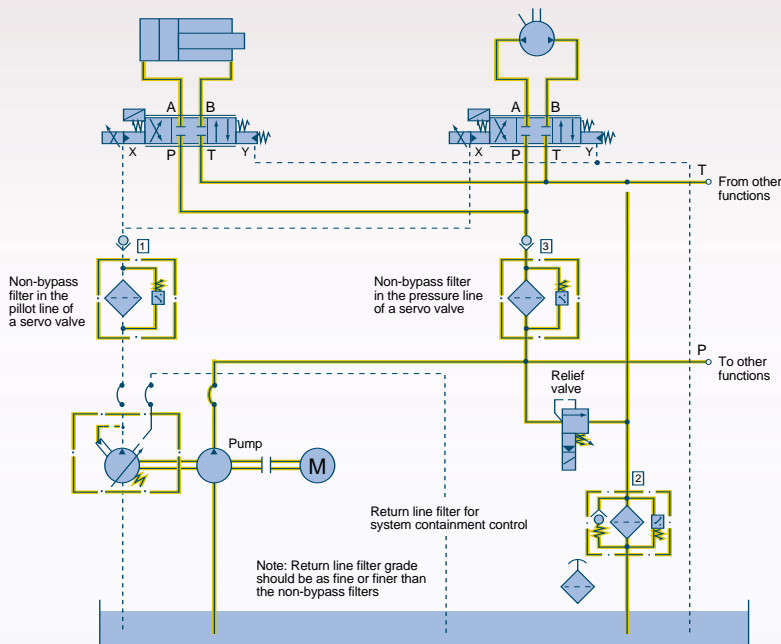 A B
X P T Y
A B
X P T Y
T
From other
functions
1
3
Non-bypass
filter in the
pillot line of
a servo valve
Non-bypass filter
in the pressure line
of a servo valve
P
To other
functions
Relief
valve
Pump
M
2
Return line filter for
system containment control
Note: Return line filter grade
should be as fine or finer than
the non-bypass filters